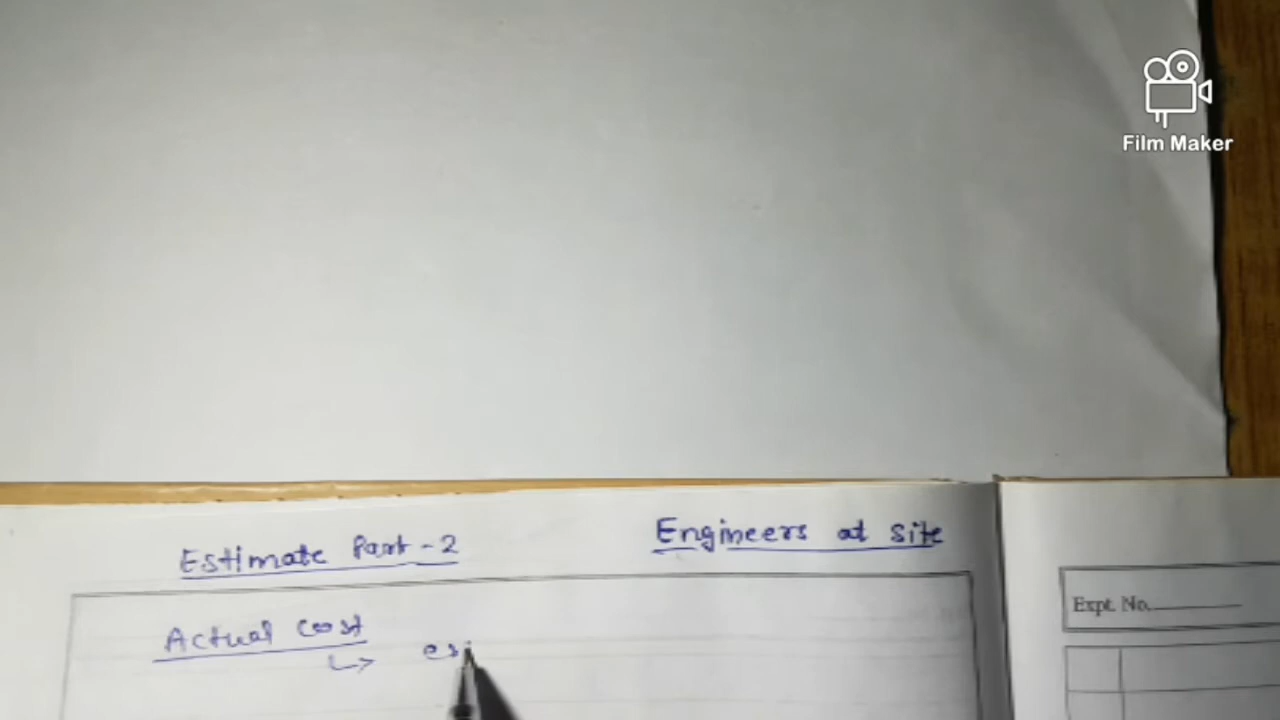 Film Maker
Estimate Part-2
Engineers at Site
Actual cost
Expt. No.